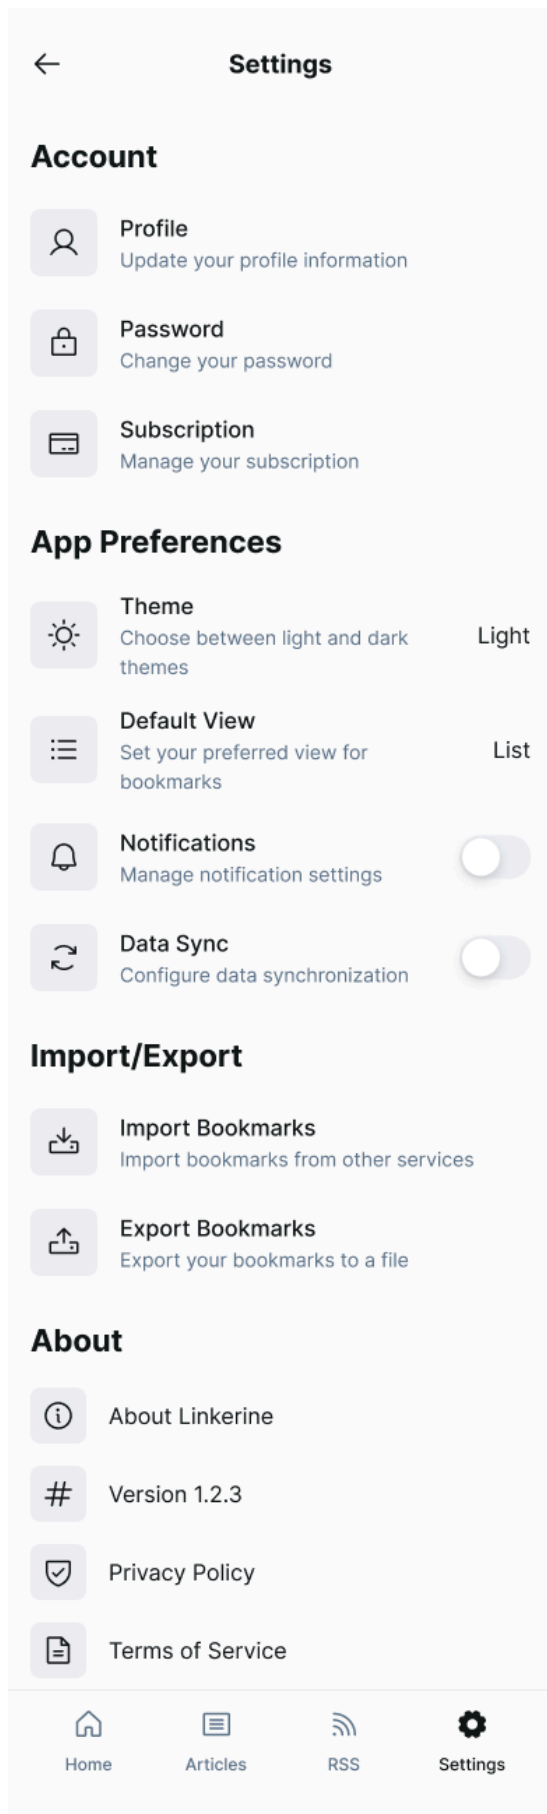 Settings
Account
Profile
Update your profile information
Password
Change your password
Subscription
Manage your subscription
App Preferences
Theme
Choose between light and dark
themes
Light
Default View
Set your preferred view for
bookmarks
List
Notifications
Manage notification settings
Data Sync
Configure data synchronization
Import/Export
Import Bookmarks
Import bookmarks from other services
Export Bookmarks
Export your bookmarks to a file
About
About Linkerine
Version 1.2.3
Privacy Policy
Terms of Service
Home Articles RSS Settings